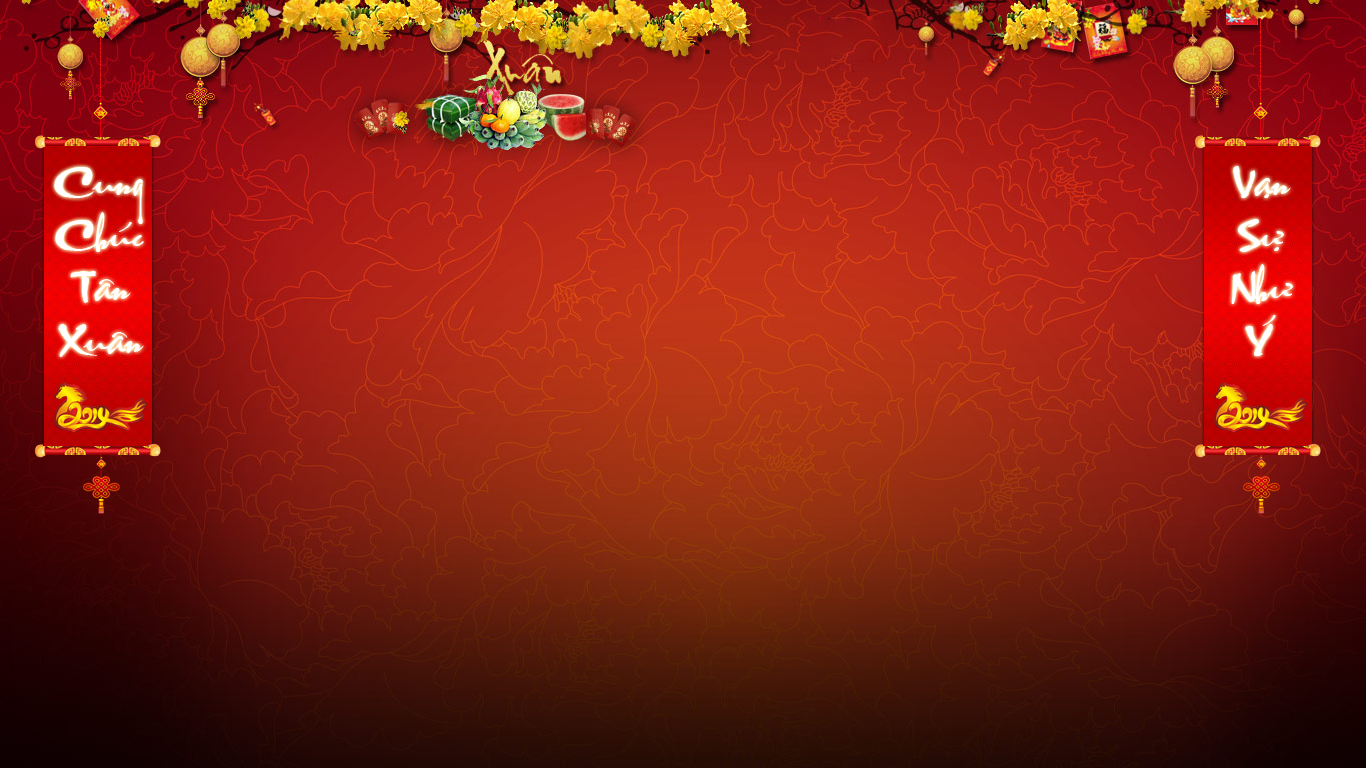 Xuân
Cung
Chúc
Tân
Xuân
2014
Vạn
Sự
Như
Ý
2014